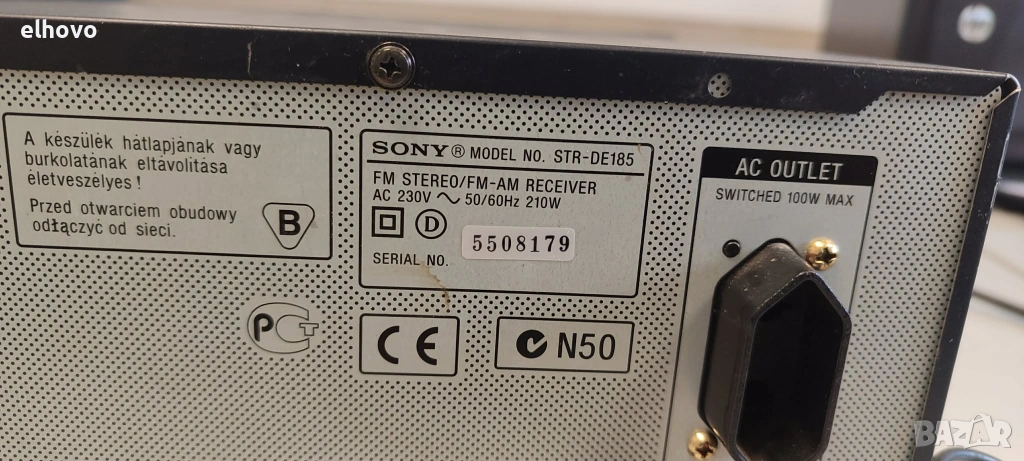 elhovo
A készülék hátlapjának vagy
burkolatának eltávolítása
életveszélyes !
Przed otwarciem obudowy
odłączyć od sieci.
B
SONY ® MODEL NO. STR-DE185
FM STEREO/FM-AM RECEIVER
AC 230V ～ 50/60Hz 210W
D
SERIAL NO. 5508179
AC OUTLET
SWITCHED 100W MAX
PCT
CE
N50
BAZAR